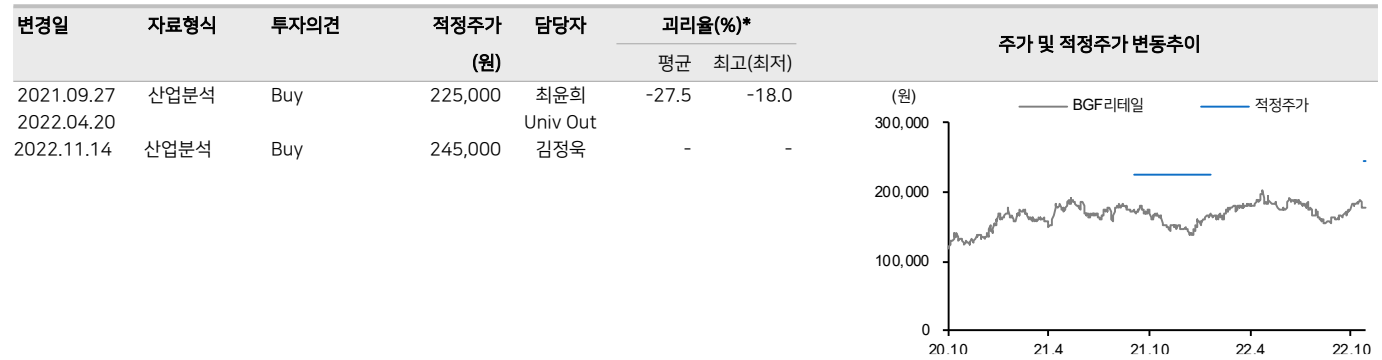 변경일 자료형식 투자의견 적정주가 담당자 괴리율(%)* 주가 및 적정주가 변동추이
(원) 평균 최고(최저)
2021.09.27 산업분석 Buy 225,000 최윤희 -27.5 -18.0
2022.04.20 Univ Out
2022.11.14 산업분석 Buy 245,000 김정욱 - -
(원) BGF리테일 적정주가
300,000
200,000
100,000
0
20.10 21.4 21.10 22.4 22.10